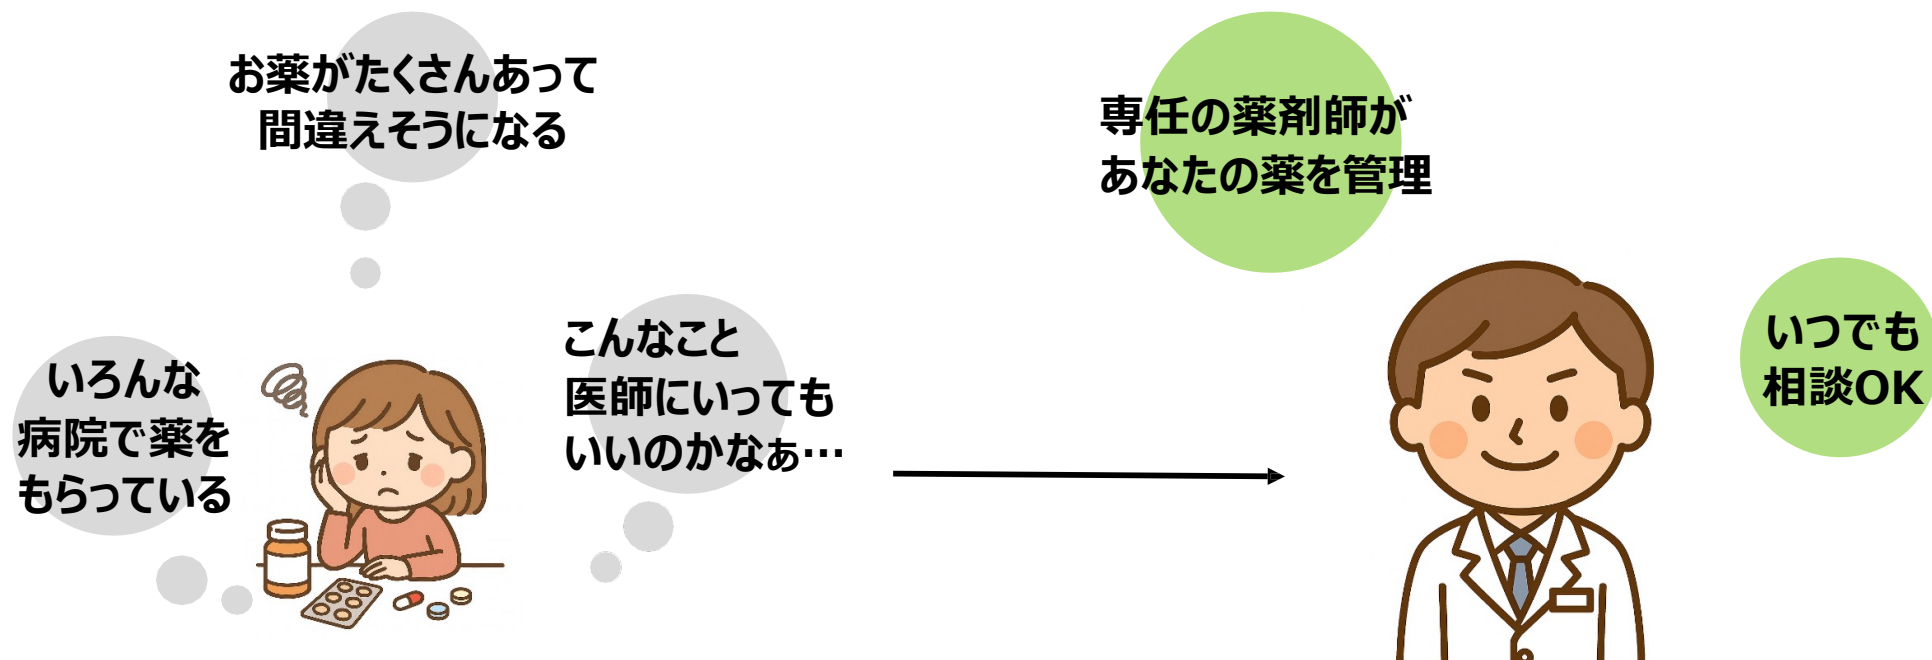 お薬がたくさんあって
間違えそうになる
いろんな
病院で薬を
もらっている
こんなこと
医師にいっても
いいのかなぁ…
専任の薬剤師が
あなたの薬を管理
いつでも
相談OK